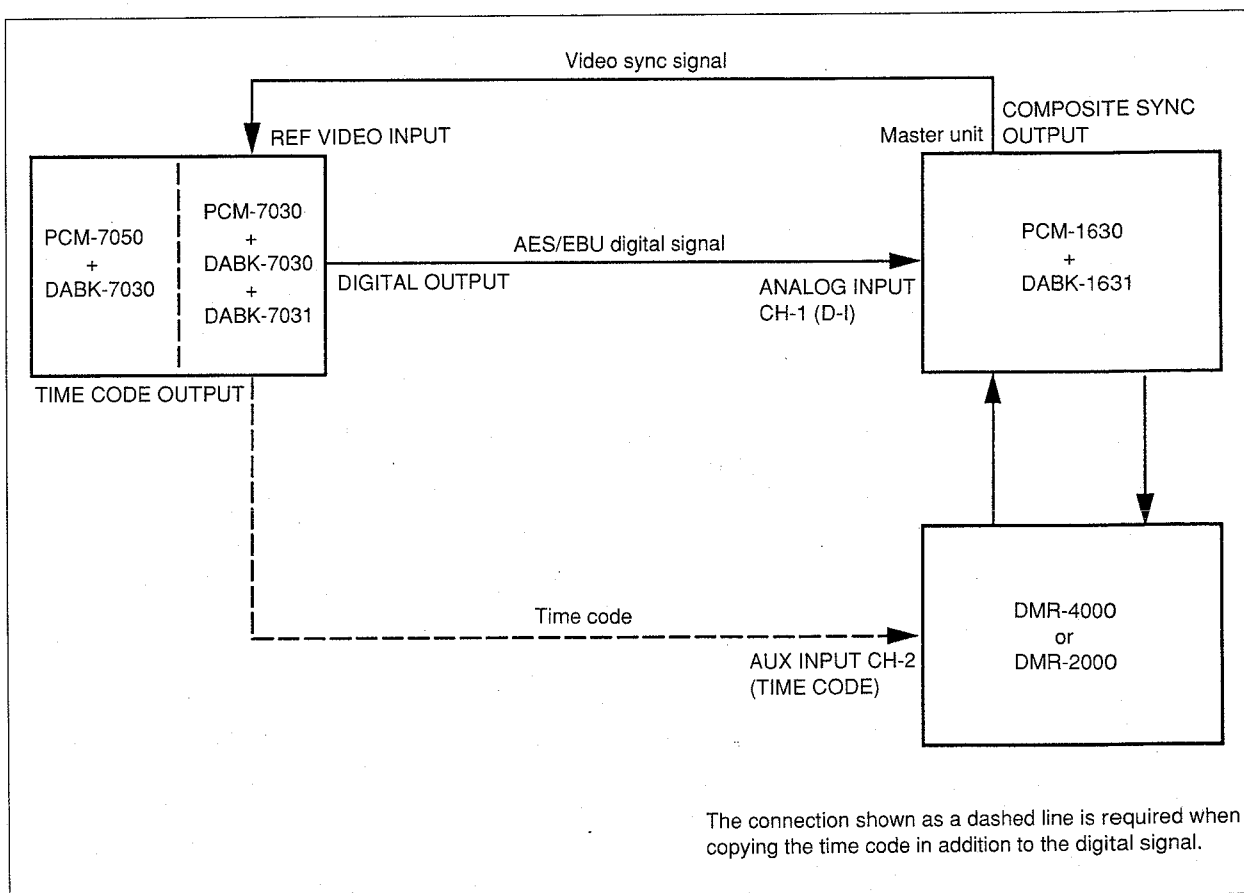 Video sync signal
COMPOSITE SYNC
OUTPUT
Master unit
REF VIDEO INPUT
PCM-7050
+
DABK-7030
PCM-7030
+
DABK-7030
+
DABK-7031
AES/EBU digital signal
DIGITAL OUTPUT
ANALOG INPUT
CH-1 (D-I)
PCM-1630
+
DABK-1631
TIME CODE OUTPUT
Time code
AUX INPUT CH-2
(TIME CODE)
DMR-4000
or
DMR-2000
The connection shown as a dashed line is required when
copying the time code in addition to the digital signal.